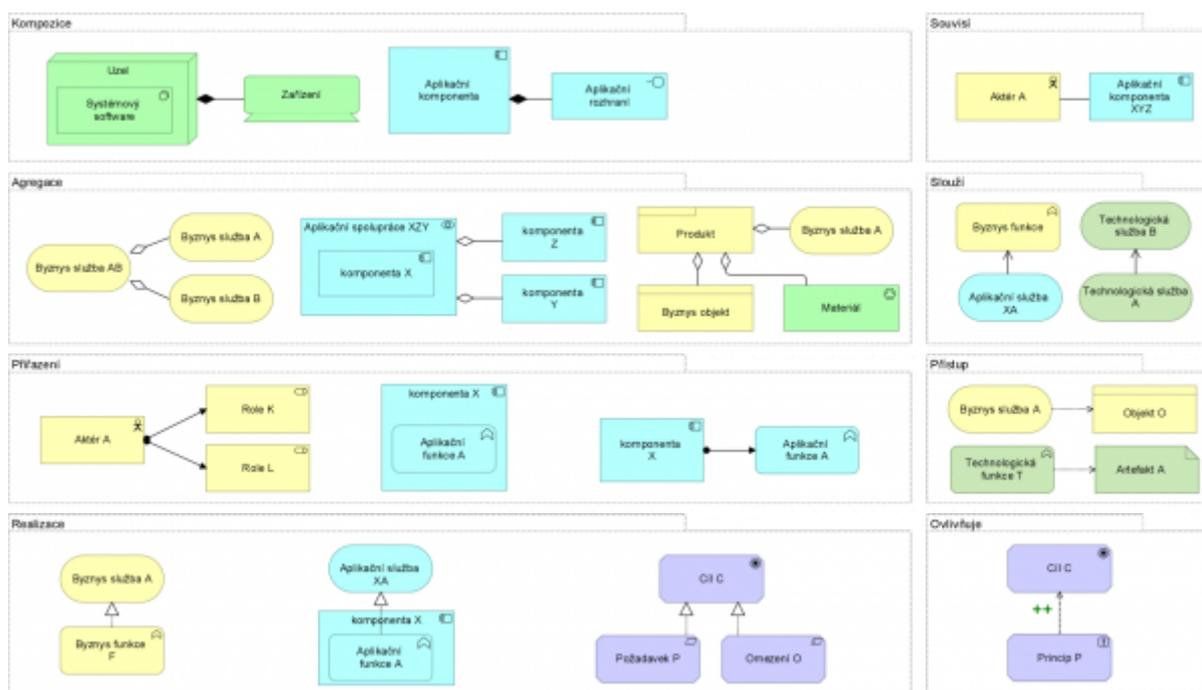 Kompozice
Uzel
Systémový
software
Zařízení
Aplikační
komponenta
Aplikační
rozhraní
Souvisí
Aktér A
Aplikační
komponenta
XYZ
Agregace
Byznys služba AB
Byznys služba A
Byznys služba B
Aplikační spolupráce XZY
komponenta X
komponenta
Z
komponenta
Y
Produkt
Byznys služba A
Byznys objekt
Materiál
Slouží
Byznys funkce
Aplikační služba
XA
Technologická
služba B
Technologická služba
A
Přiřazení
Aktér A
Role K
Role L
komponenta X
Aplikační
funkce A
komponenta
X
Aplikační
funkce A
Přístup
Byznys služba A
Objekt O
Technologická
funkce T
Artefakt A
Realizace
Byznys služba A
Byznys funkce
F
Aplikační služba
XA
komponenta X
Aplikační
funkce A
Cíl C
Požadavek P
Omezení O
Ovlivňuje
Cíl C
++
Princip P